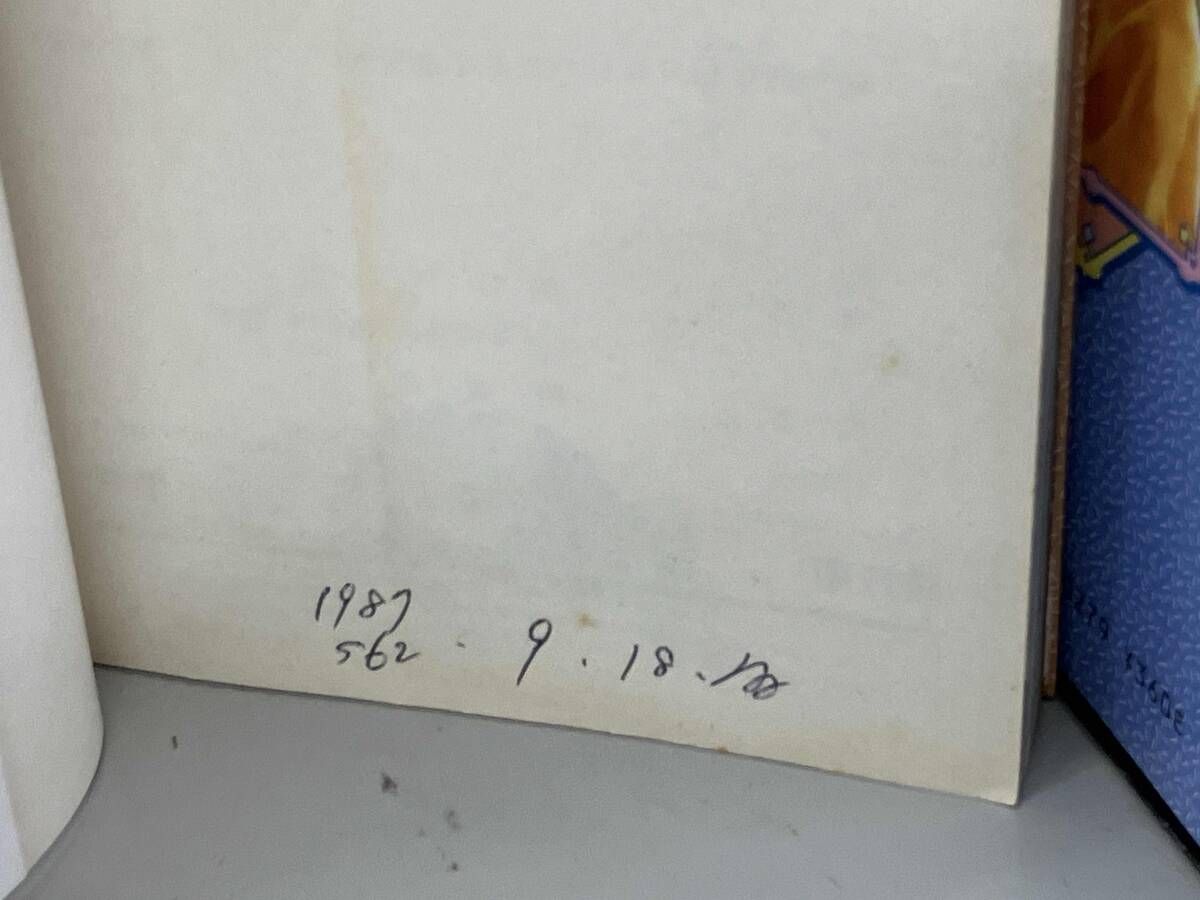 1987
S62 . 9 . 18 .